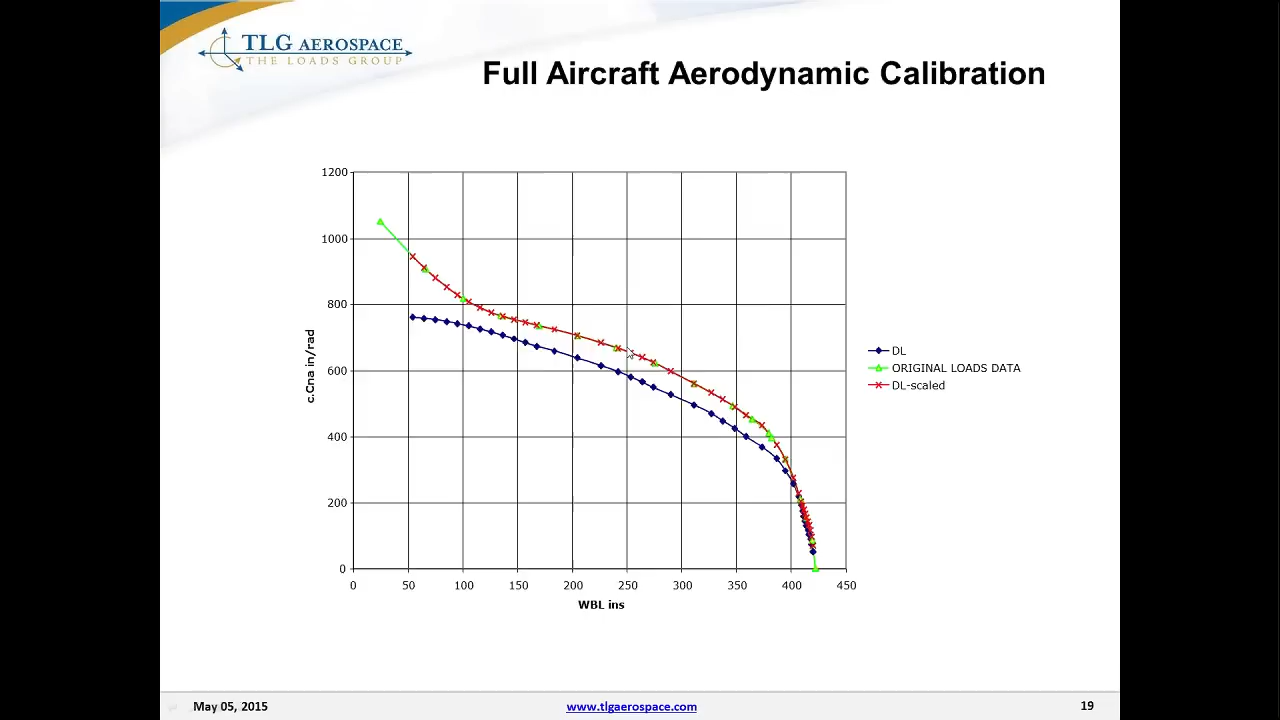 TLG AEROSPACE
THE LOADS GROUP
Full Aircraft Aerodynamic Calibration
1200
1000
800
600
400
200
0
c.Cna in/rad
0 50 100 150 200 250 300 350 400 450
WBL ins
DL
ORIGINAL LOADS DATA
DL-scaled
May 05, 2015 www.tlgaerospace.com 19